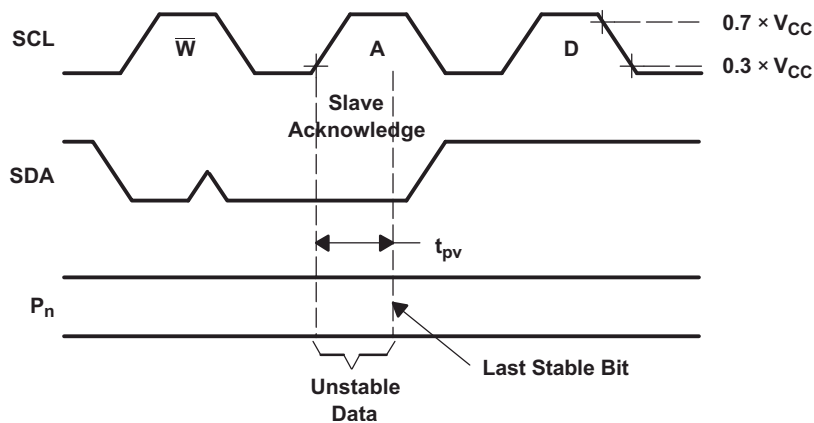 SCL
W̅
A
D
0.7 × VCC
0.3 × VCC
Slave
Acknowledge
SDA
tpv
Pn
Last Stable Bit
Unstable
Data